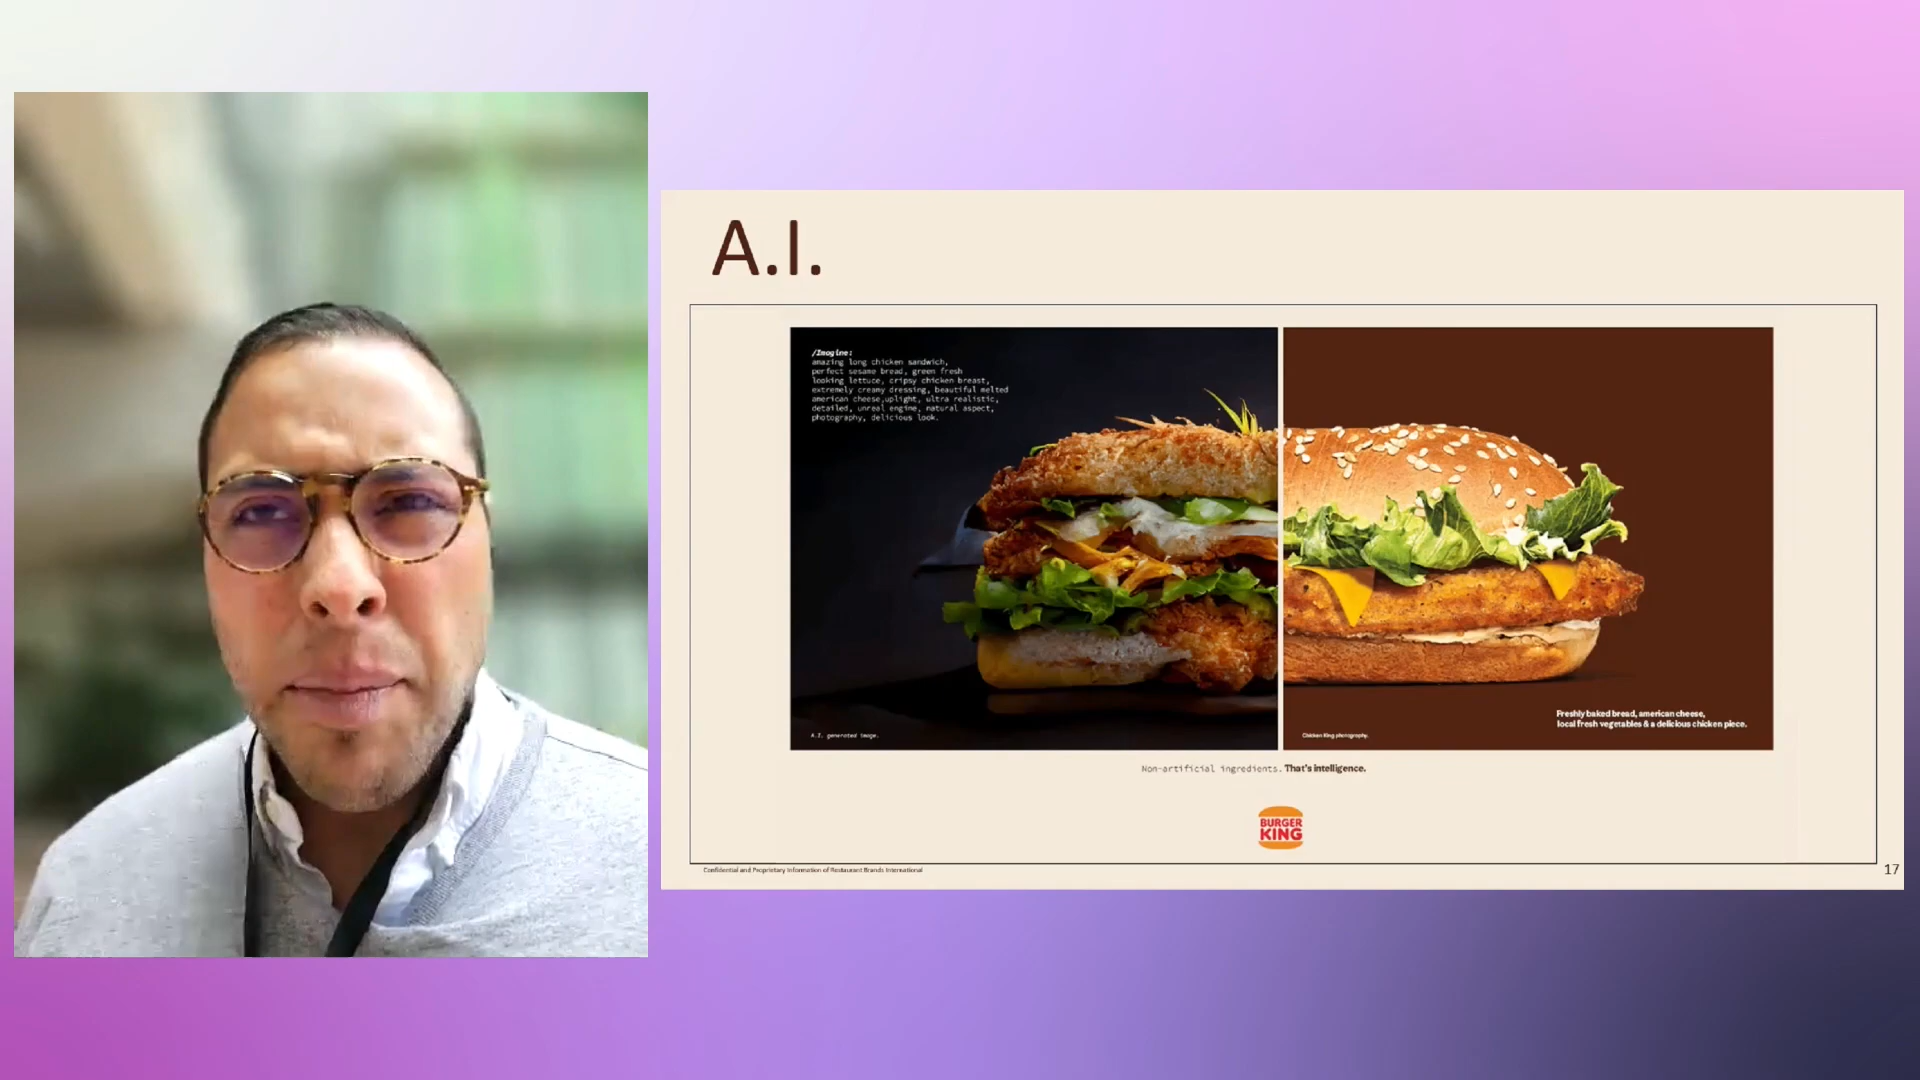 A.I.
/Imagine:
amazing long chicken sandwich,
perfect sesame bread, green fresh
looking lettuce, cripsy chicken breast,
extremely creamy dressing, beautiful melted
american cheese,uplight, ultra realistic,
detailed, unreal engine, natural aspect,
photography, delicious look.
A.I. generated image.
Freshly baked bread, american cheese,
local fresh vegetables & a delicious chicken piece.
Chicken King photography.
Non-artificial ingredients. That's intelligence.
BURGER
KING
Confidential and Proprietary Information of Restaurant Brands International
17